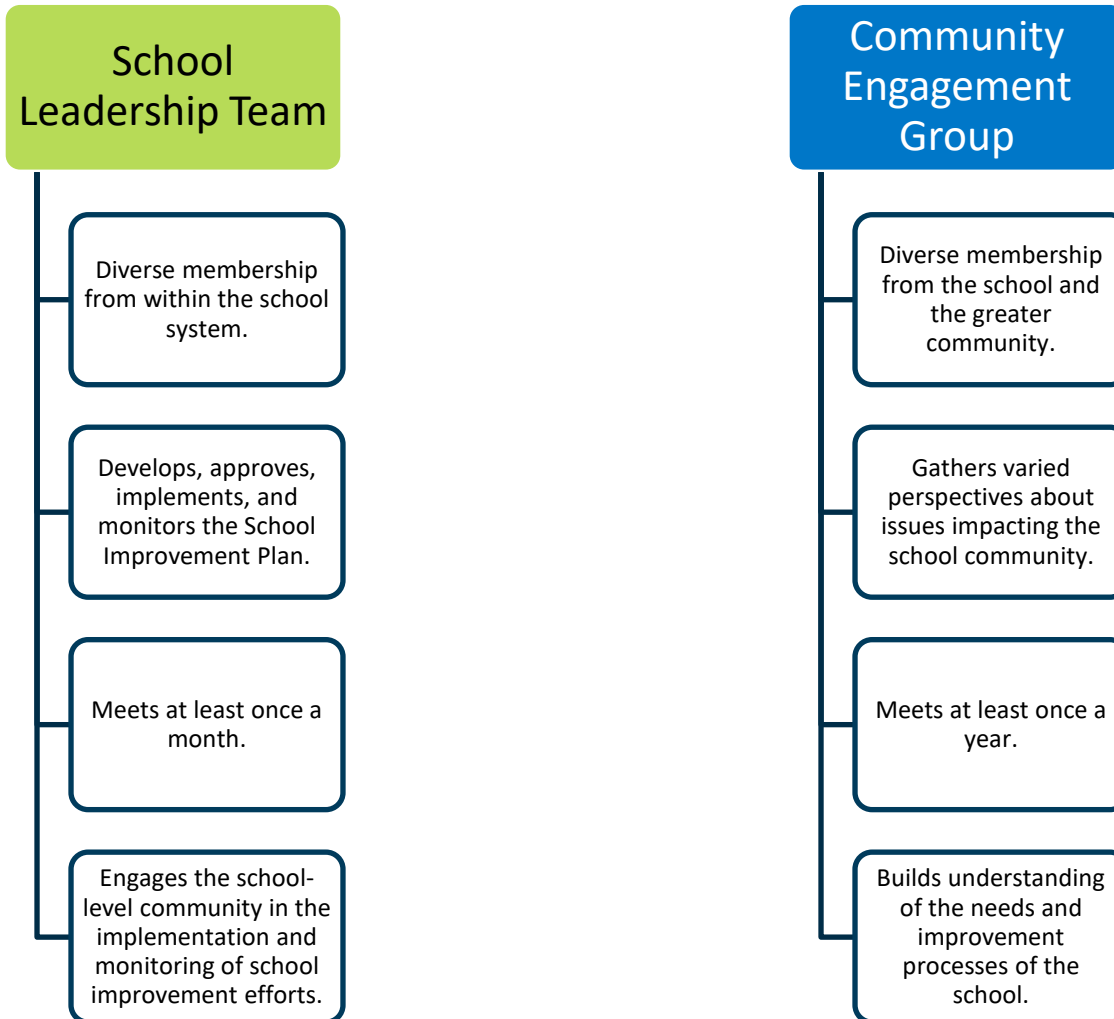 School
Leadership Team
Diverse membership
from within the school
system.
Develops, approves,
implements, and
monitors the School
Improvement Plan.
Meets at least once a
month.
Engages the school-
level community in the
implementation and
monitoring of school
improvement efforts.
Community
Engagement
Group
Diverse membership
from the school and
the greater
community.
Gathers varied
perspectives about
issues impacting the
school community.
Meets at least once a
year.
Builds understanding
of the needs and
improvement
processes of the
school.